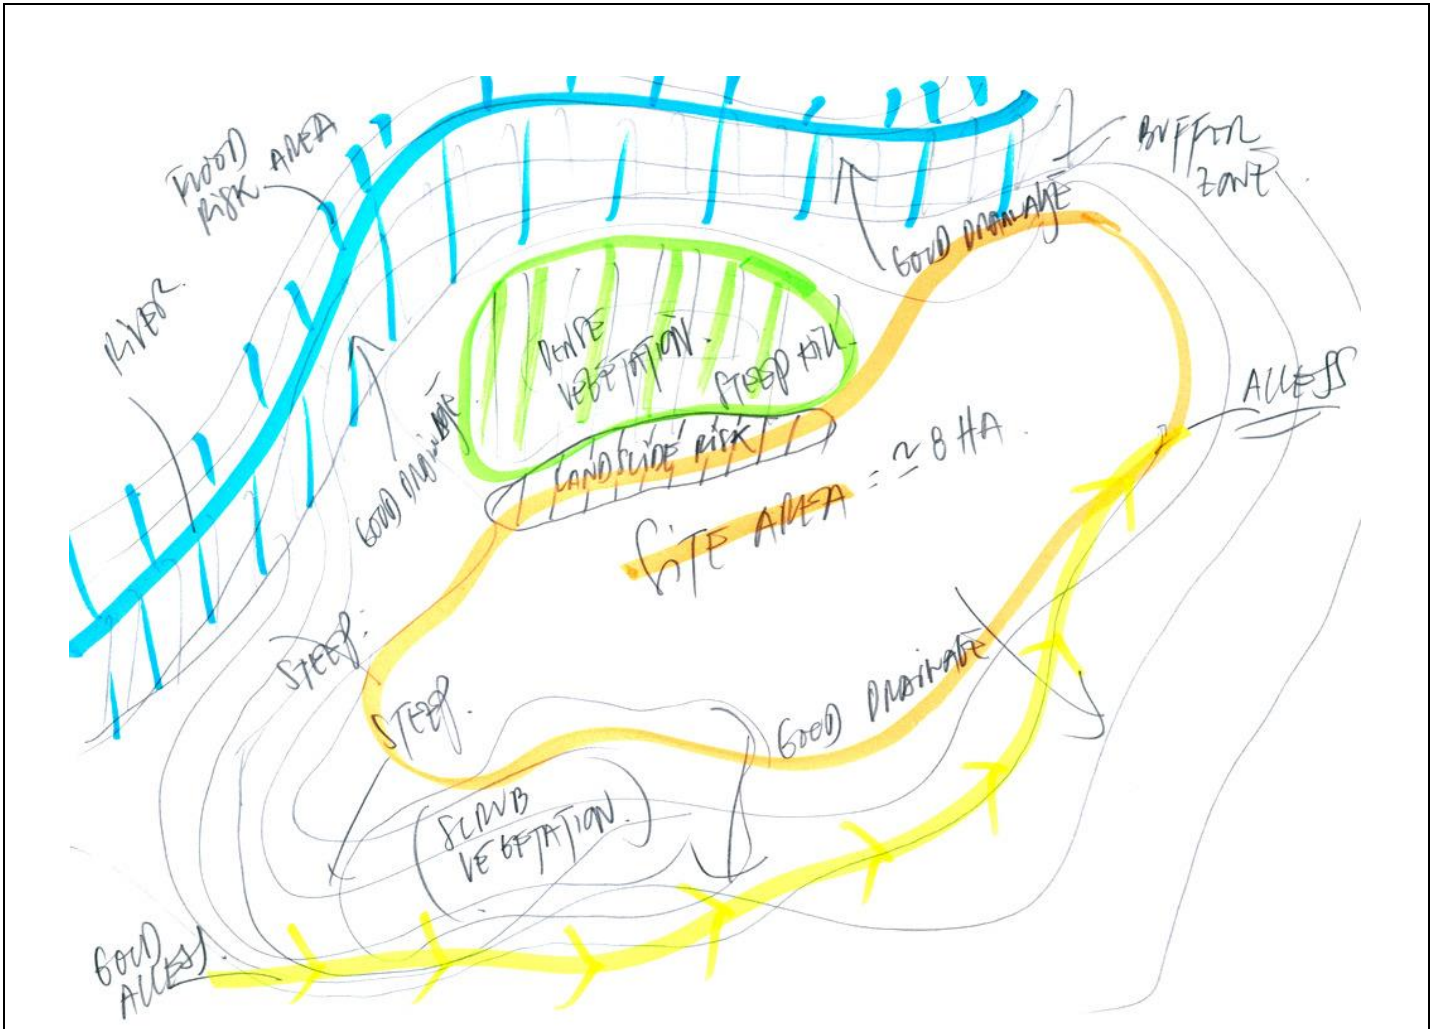 FLOOD
RISK AREA
BUFFER
ZONE
GOOD DRAINAGE
RIVER.
DENSE
VEGETATION.
STEEP HILL.
ACCESS
GOOD DRAINAGE.
LANDSLIDE RISK
SITE AREA = ≃ 8 HA.
STEEP.
STEEP.
GOOD DRAINAGE
SCRUB
VEGETATION.
GOOD
ACCESS.